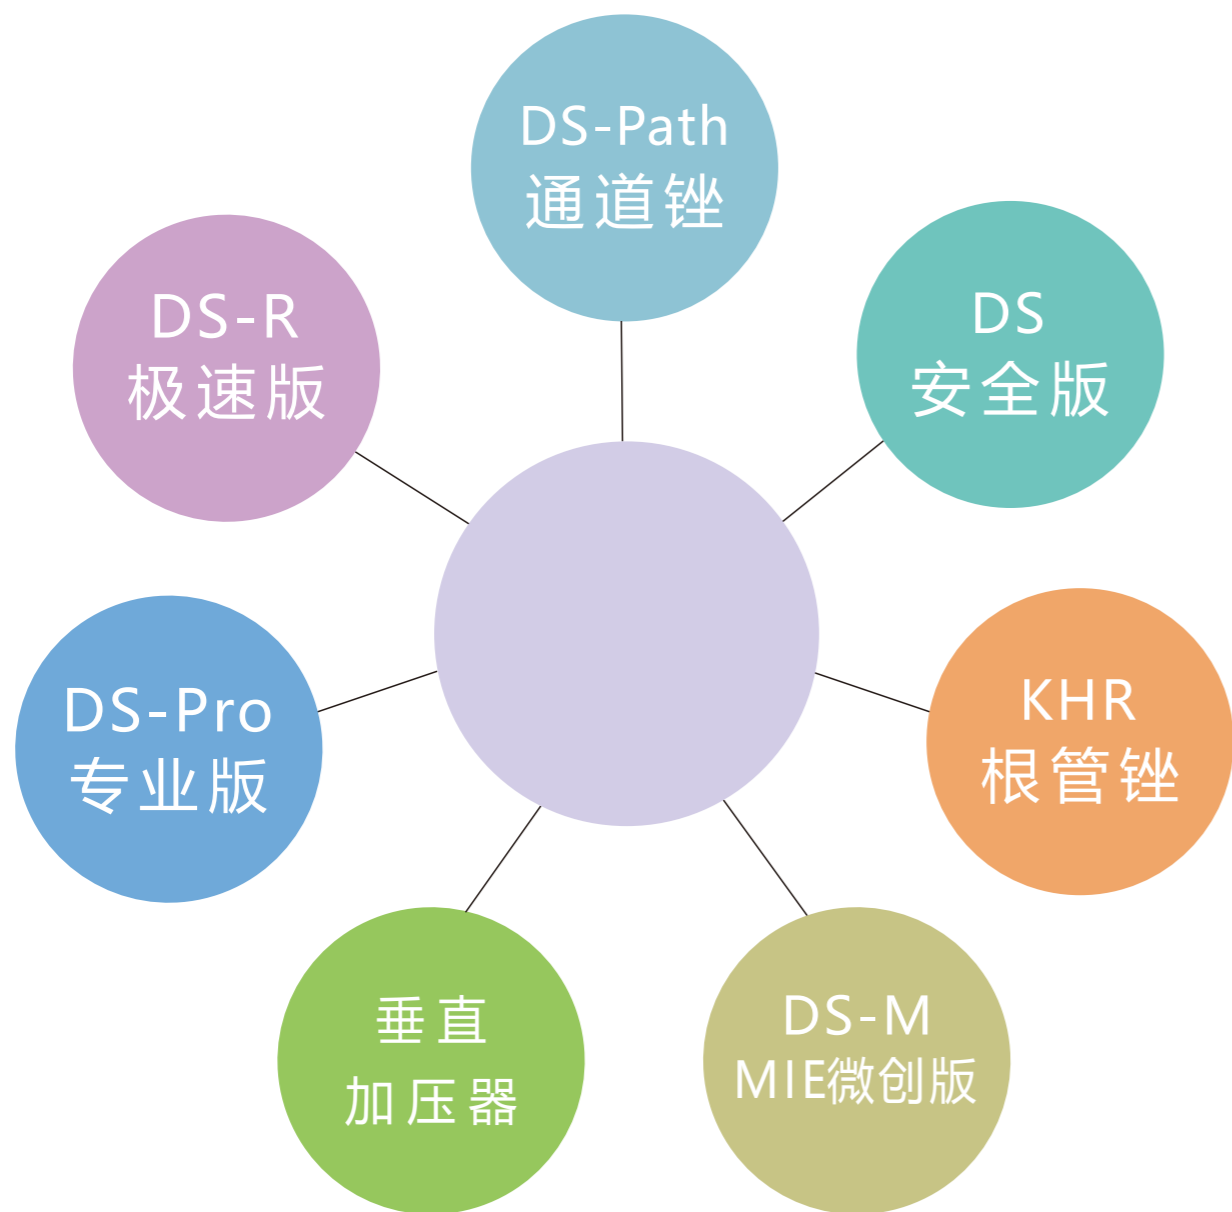 DS-Path
通道锉
DS
安全版
KHR
根管锉
DS-M
MIE微创版
垂直
加压器
DS-Pro
专业版
DS-R
极速版